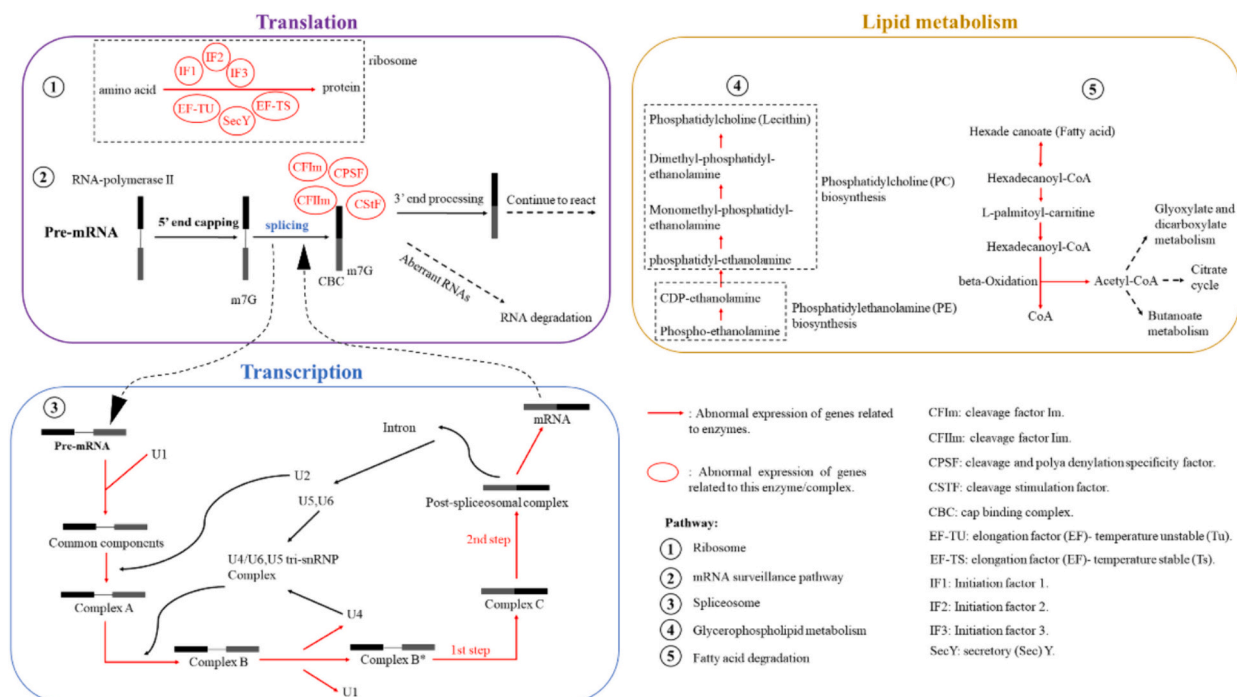 Translation
ribosome
IF2
IF1
IF3
1
amino acid
protein
EF-TU
EF-TS
SecY
2
RNA-polymerase II
CFIm
CPSF
CFIIm
CStF
3' end processing
Continue to react
Pre-mRNA
5' end capping
splicing
m7G
CBC
m7G
Aberrant RNAs
RNA degradation
Lipid metabolism
4
Phosphatidylcholine (Lecithin)
Dimethyl-phosphatidyl-
ethanolamine
Monomethyl-phosphatidyl-
ethanolamine
phosphatidyl-ethanolamine
Phosphatidylcholine (PC)
biosynthesis
CDP-ethanolamine
Phospho-ethanolamine
Phosphatidylethanolamine (PE)
biosynthesis
5
Hexade canoate (Fatty acid)
Hexadecanoyl-CoA
L-palmitoyl-carnitine
Hexadecanoyl-CoA
beta-Oxidation
CoA
Acetyl-CoA
Glyoxylate and
dicarboxylate
metabolism
Citrate
cycle
Butanoate
metabolism
Transcription
3
Pre-mRNA
U1
Common components
Complex A
U2
Intron
U5,U6
U4/U6,U5 tri-snRNP
Complex
U4
Complex B
U1
Complex B*
1st step
Complex C
2nd step
Post-spliceosomal complex
mRNA
: Abnormal expression of genes related
to enzymes.
: Abnormal expression of genes
related to this enzyme/complex.
Pathway:
1 Ribosome
2 mRNA surveillance pathway
3 Spliceosome
4 Glycerophospholipid metabolism
5 Fatty acid degradation
CFIm: cleavage factor Im.
CFIIm: cleavage factor Iim.
CPSF: cleavage and polya denylation specificity factor.
CSTF: cleavage stimulation factor.
CBC: cap binding complex.
EF-TU: elongation factor (EF)- temperature unstable (Tu).
EF-TS: elongation factor (EF)- temperature stable (Ts).
IF1: Initiation factor 1.
IF2: Initiation factor 2.
IF3: Initiation factor 3.
SecY: secretory (Sec) Y.